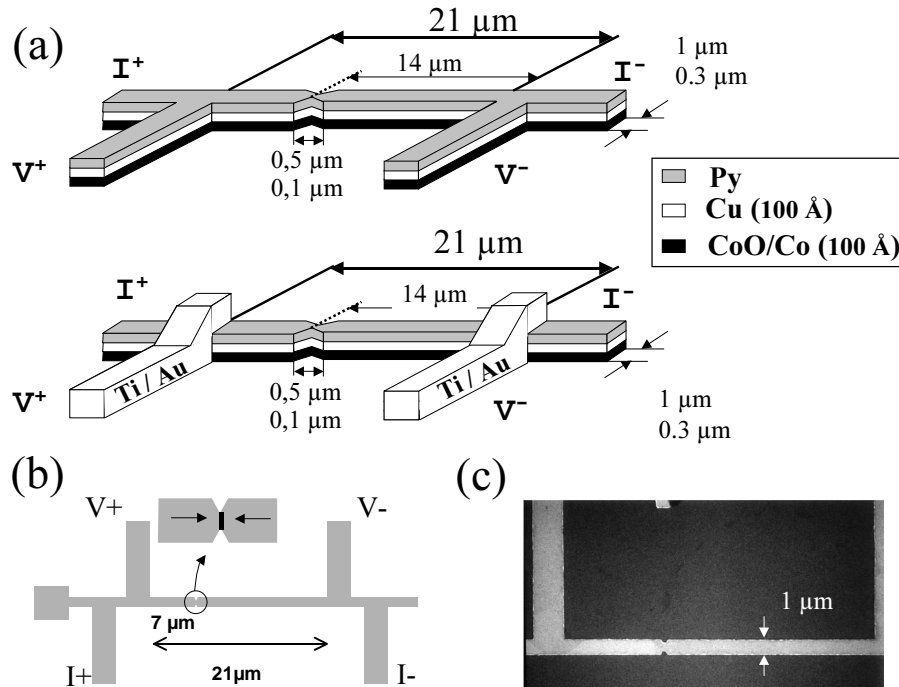 (a)
21 µm
14 µm
I⁺
I⁻
1 µm
0.3 µm
V⁺
0,5 µm
0,1 µm
V⁻
Py
Cu (100 Å)
CoO/Co (100 Å)
21 µm
I⁺
14 µm
I⁻
Ti / Au
Ti / Au
V⁺
0,5 µm
0,1 µm
V⁻
1 µm
0.3 µm
(b)
(c)
V+
V-
7 µm
21µm
I+
I-
1 µm